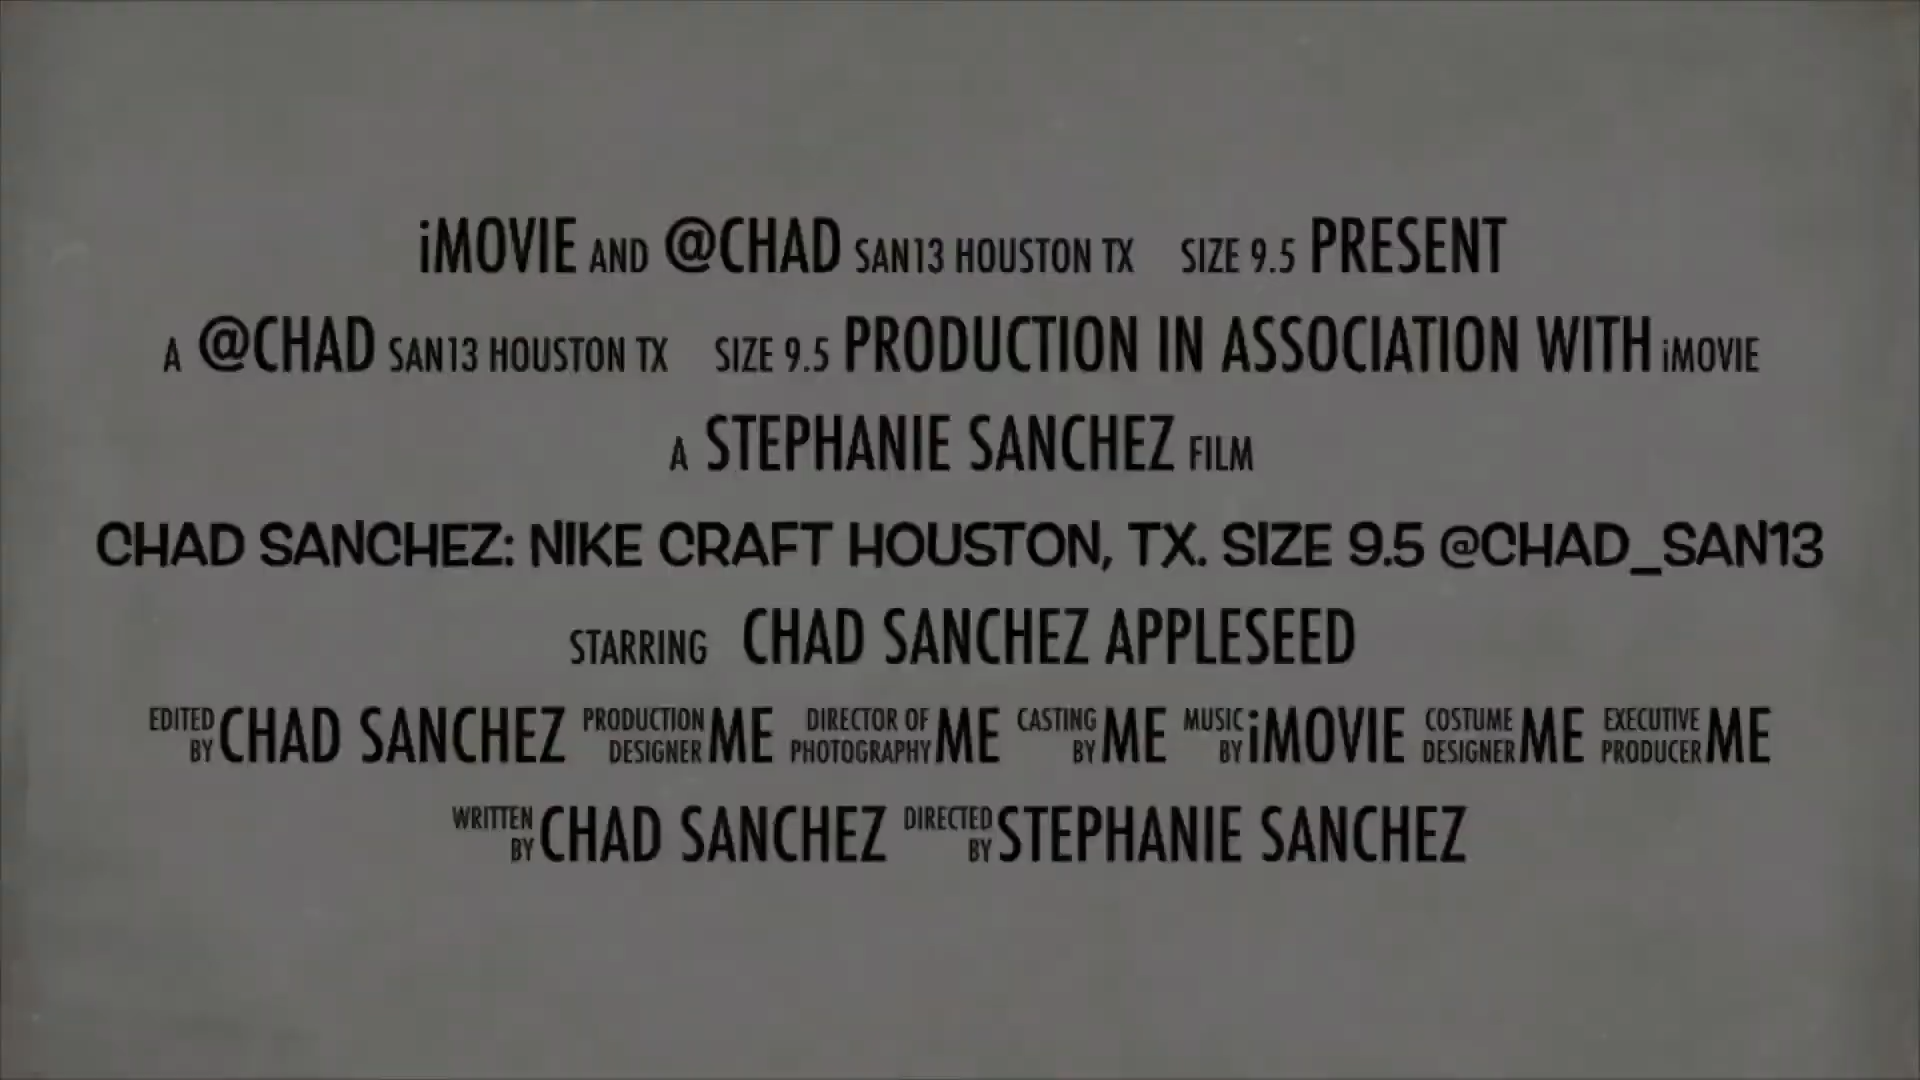 iMOVIE AND @CHAD SAN13 HOUSTON TX SIZE 9.5 PRESENT
A @CHAD SAN13 HOUSTON TX SIZE 9.5 PRODUCTION IN ASSOCIATION WITH iMOVIE
A STEPHANIE SANCHEZ FILM
CHAD SANCHEZ: NIKE CRAFT HOUSTON, TX. SIZE 9.5 @CHAD_SAN13
STARRING CHAD SANCHEZ APPLESEED
EDITED BY CHAD SANCHEZ PRODUCTION DESIGNER ME DIRECTOR OF PHOTOGRAPHY ME CASTING BY ME MUSIC BY iMOVIE COSTUME DESIGNER ME EXECUTIVE PRODUCER ME
WRITTEN BY CHAD SANCHEZ DIRECTED BY STEPHANIE SANCHEZ